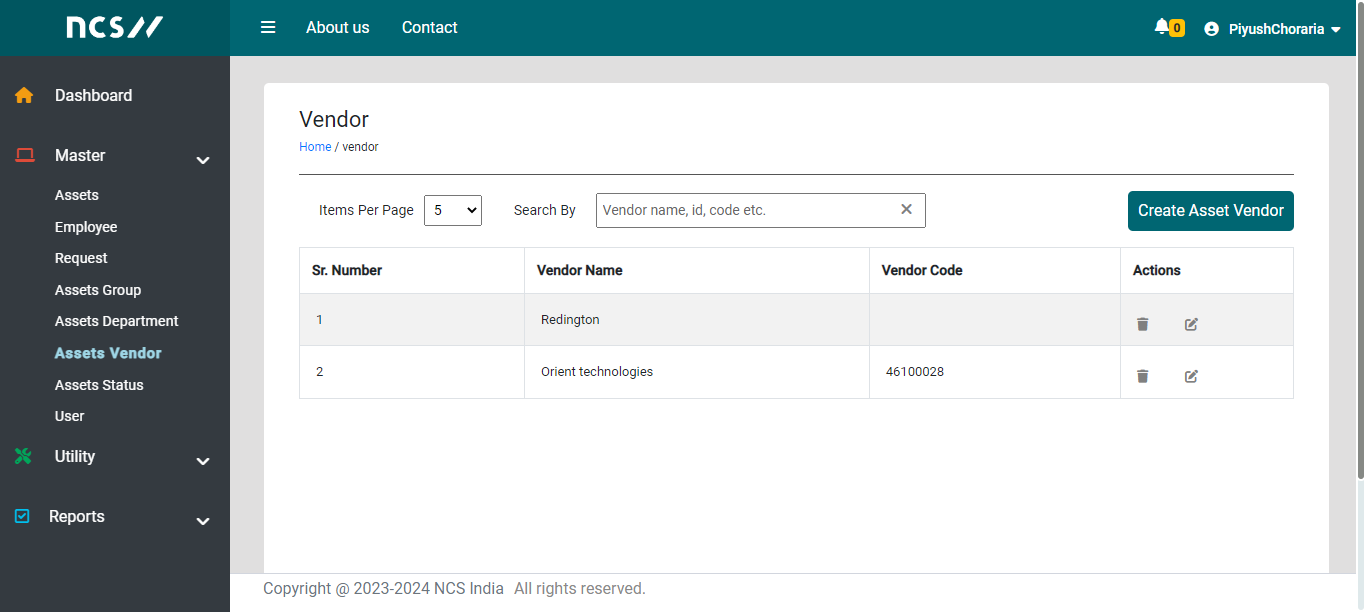 ncs
About us Contact
0 PiyushChoraria
Dashboard
Master
Assets
Employee
Request
Assets Group
Assets Department
Assets Vendor
Assets Status
User
Utility
Reports
Vendor
Home / vendor
Items Per Page 5 Search By Vendor name, id, code etc. Create Asset Vendor
Sr. Number Vendor Name Vendor Code Actions
1 Redington
2 Orient technologies 46100028
Copyright @ 2023-2024 NCS India All rights reserved.